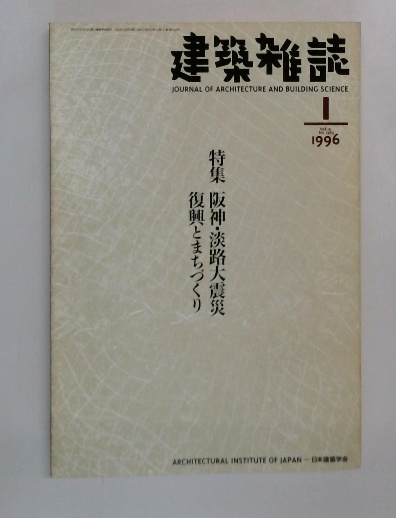 建築雑誌
JOURNAL OF ARCHITECTURE AND BUILDING SCIENCE
1
1996
特集 阪神・淡路大震災
復興とまちづくり
ARCHITECTURAL INSTITUTE OF JAPAN — 日本建築学会